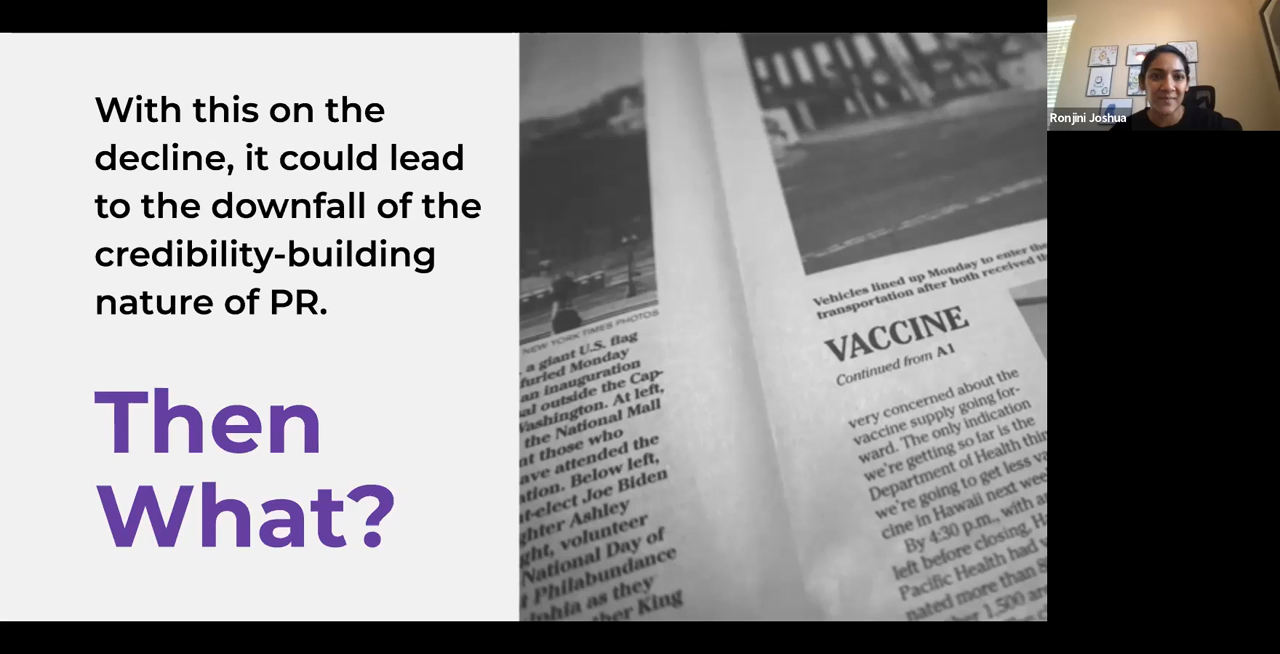 With this on the
decline, it could lead
to the downfall of the
credibility-building
nature of PR.
Then
What?
NEW YORK TIMES PHOTOS
a giant U.S. flag
furled Monday
an inauguration
outside the Cap-
Washington. At left,
the National Mall
those who
attended the
Below left,
Joe Biden
Ashley
volunteer
National Day of
Philabundance
as they
King
Vehicles lined up Monday to enter the
transportation after both received
VACCINE
Continued from A1
very concerned about the
vaccine supply going for-
ward. The only indication
we're getting so far is the
Department of Health
we're going to get less
cine in Hawaii next
By 4:30 p.m., with
left before closing,
Pacific Health had
nated more than
1,500
Ronjini Joshua